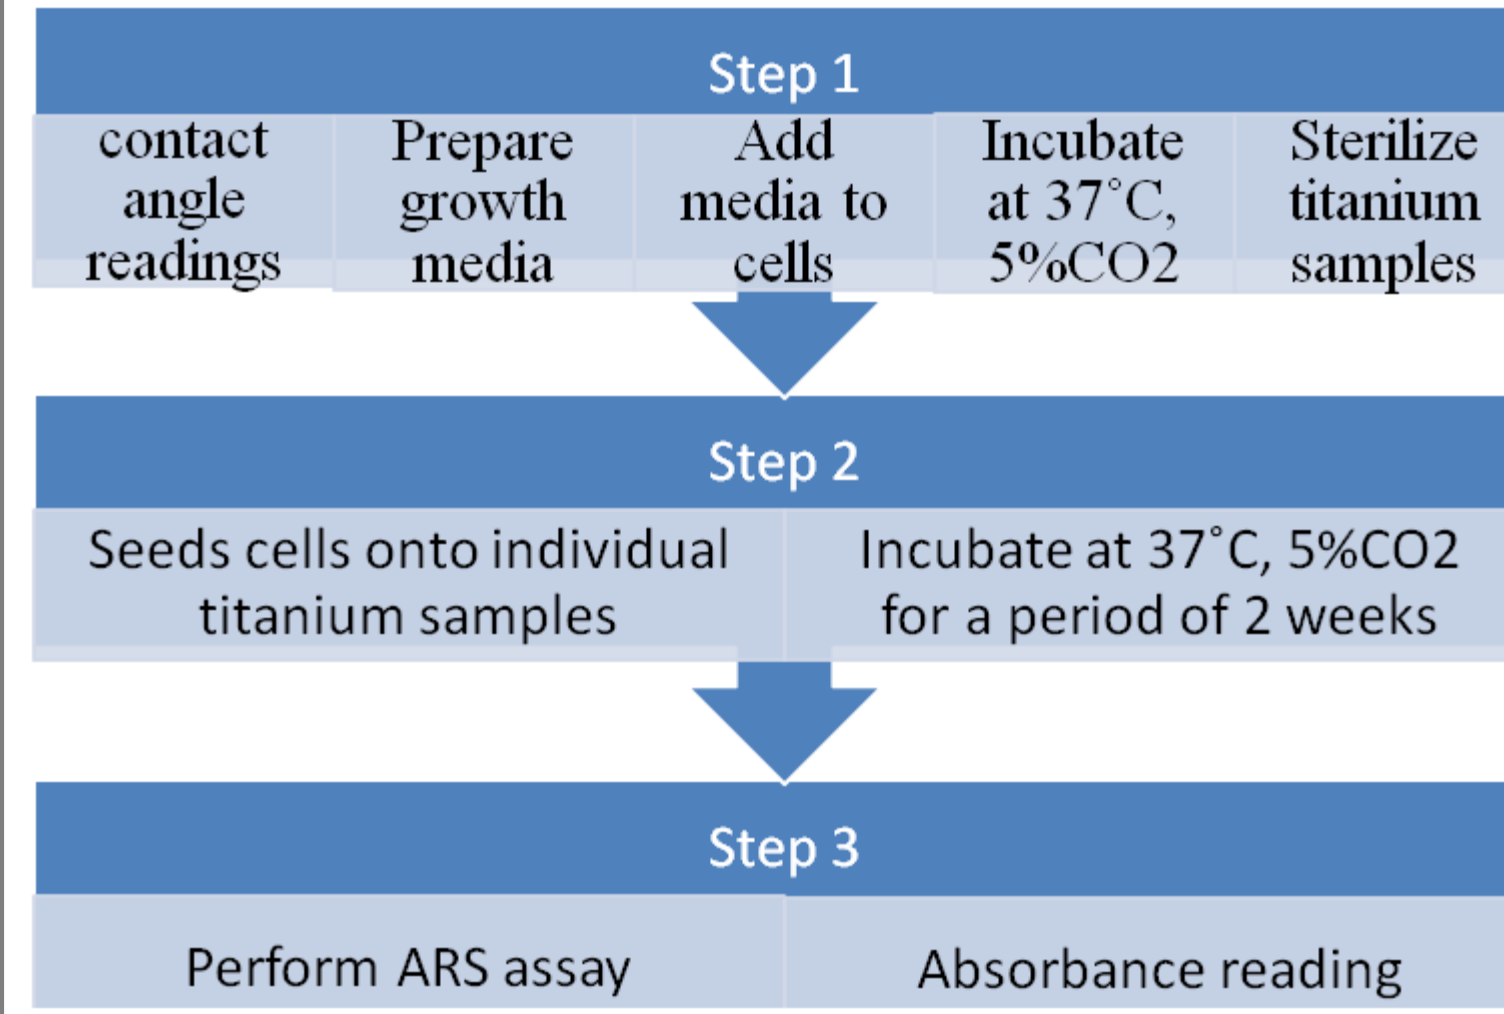 Step 1
contact
angle
readings
Prepare
growth
media
Add
media to
cells
Incubate
at 37˚C,
5%CO2
Sterilize
titanium
samples
Step 2
Seeds cells onto individual
titanium samples
Incubate at 37˚C, 5%CO2
for a period of 2 weeks
Step 3
Perform ARS assay
Absorbance reading